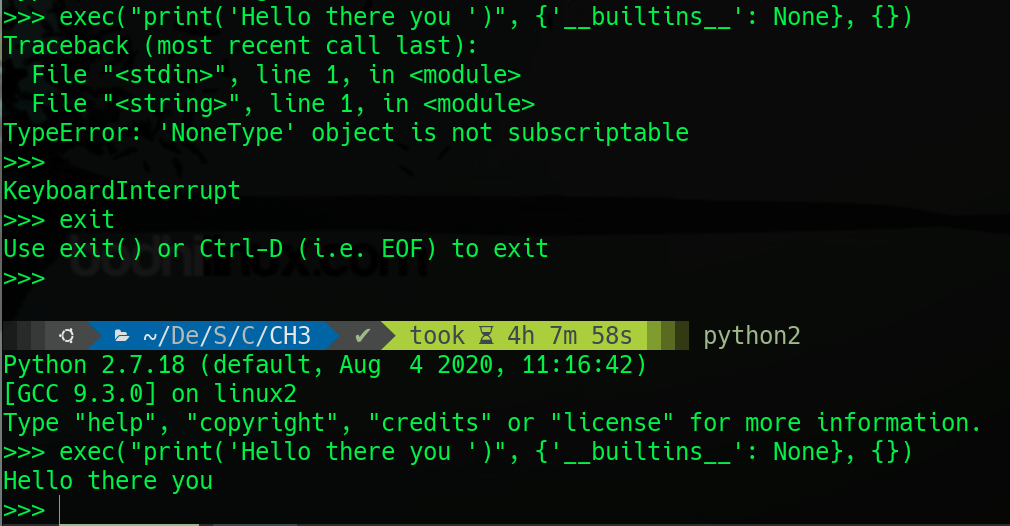 >>> exec("print('Hello there you ')", {'__builtins__': None}, {})
Traceback (most recent call last):
  File "<stdin>", line 1, in <module>
  File "<string>", line 1, in <module>
TypeError: 'NoneType' object is not subscriptable
>>>
KeyboardInterrupt
>>> exit
Use exit() or Ctrl-D (i.e. EOF) to exit
>>>
~/De/S/C/CH3 ✔ took ⌛ 4h 7m 58s python2
Python 2.7.18 (default, Aug  4 2020, 11:16:42)
[GCC 9.3.0] on linux2
Type "help", "copyright", "credits" or "license" for more information.
>>> exec("print('Hello there you ')", {'__builtins__': None}, {})
Hello there you
>>>